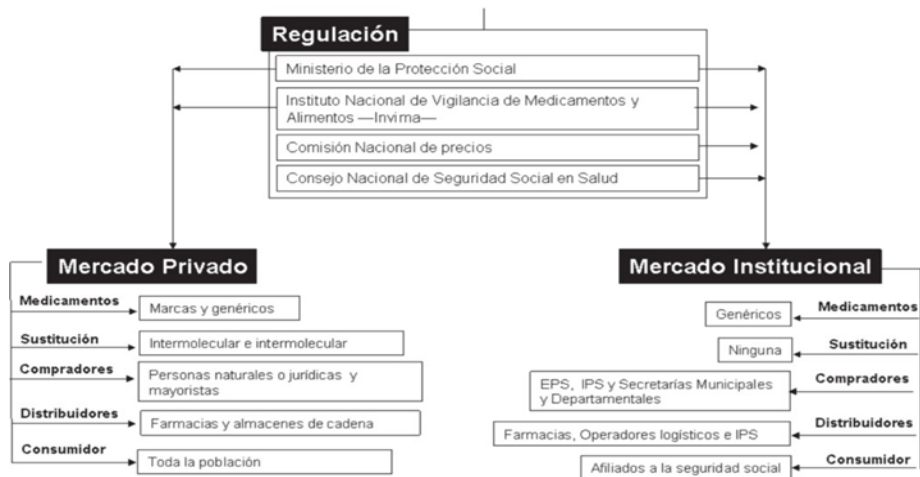 Regulación
Ministerio de la Protección Social
Instituto Nacional de Vigilancia de Medicamentos y
Alimentos —Invima—
Comisión Nacional de precios
Consejo Nacional de Seguridad Social en Salud
Mercado Privado
Medicamentos
Marcas y genéricos
Sustitución
Intermolecular e intermolecular
Compradores
Personas naturales o jurídicas y
mayoristas
Distribuidores
Farmacias y almacenes de cadena
Consumidor
Toda la población
Mercado Institucional
Medicamentos
Genéricos
Sustitución
Ninguna
Compradores
EPS, IPS y Secretarías Municipales
y Departamentales
Distribuidores
Farmacias, Operadores logísticos e IPS
Consumidor
Afiliados a la seguridad social